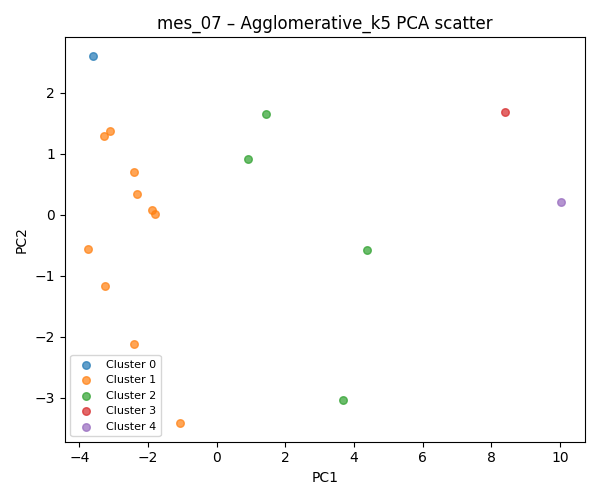 mes_07 – Agglomerative_k5 PCA scatter
PC2
2
1
0
−1
−2
−3
Cluster 0
Cluster 1
Cluster 2
Cluster 3
Cluster 4
−4
−2
0
2
4
6
8
10
PC1